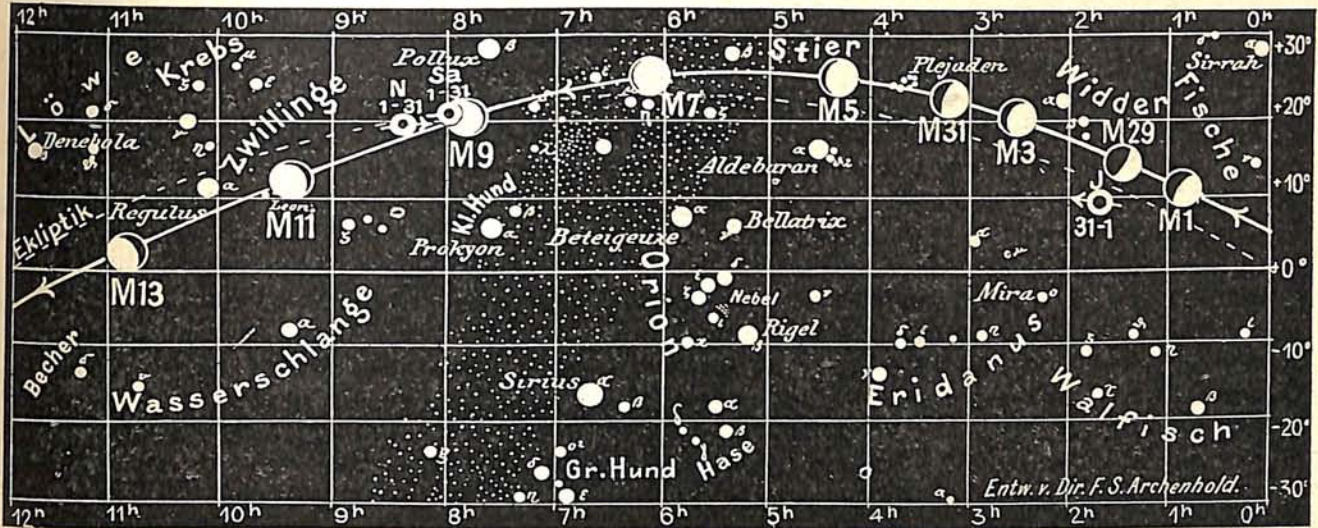 12h 11h 10h 9h 8h 7h 6h 5h 4h 3h 2h 1h 0h
+30°
Löwe
Krebs
Pollux
β
Stier
Plejaden
Widder
Fische
Sirrah
α
N
1-31
Sa
1-31
Zwillinge
+20°
Denebola
M7
M5
M31
M3
M29
M9
Aldebaran
α
+10°
Ekliptik
Regulus
α
M11
Kl. Hund
Prokyon
α
Beteigeuze
α
Bellatrix
J
31-1
M1
±0°
M13
Orion
Nebel
Mira
Rigel
β
-10°
Becher
Wasserschlange
α
Sirius
α
Eridanus
Walfisch
-20°
Gr. Hund
Hase
Entw. v. Dir. F. S. Archenhold.
-30°
12h 11h 10h 9h 8h 7h 6h 5h 4h 3h 2h 1h 0h